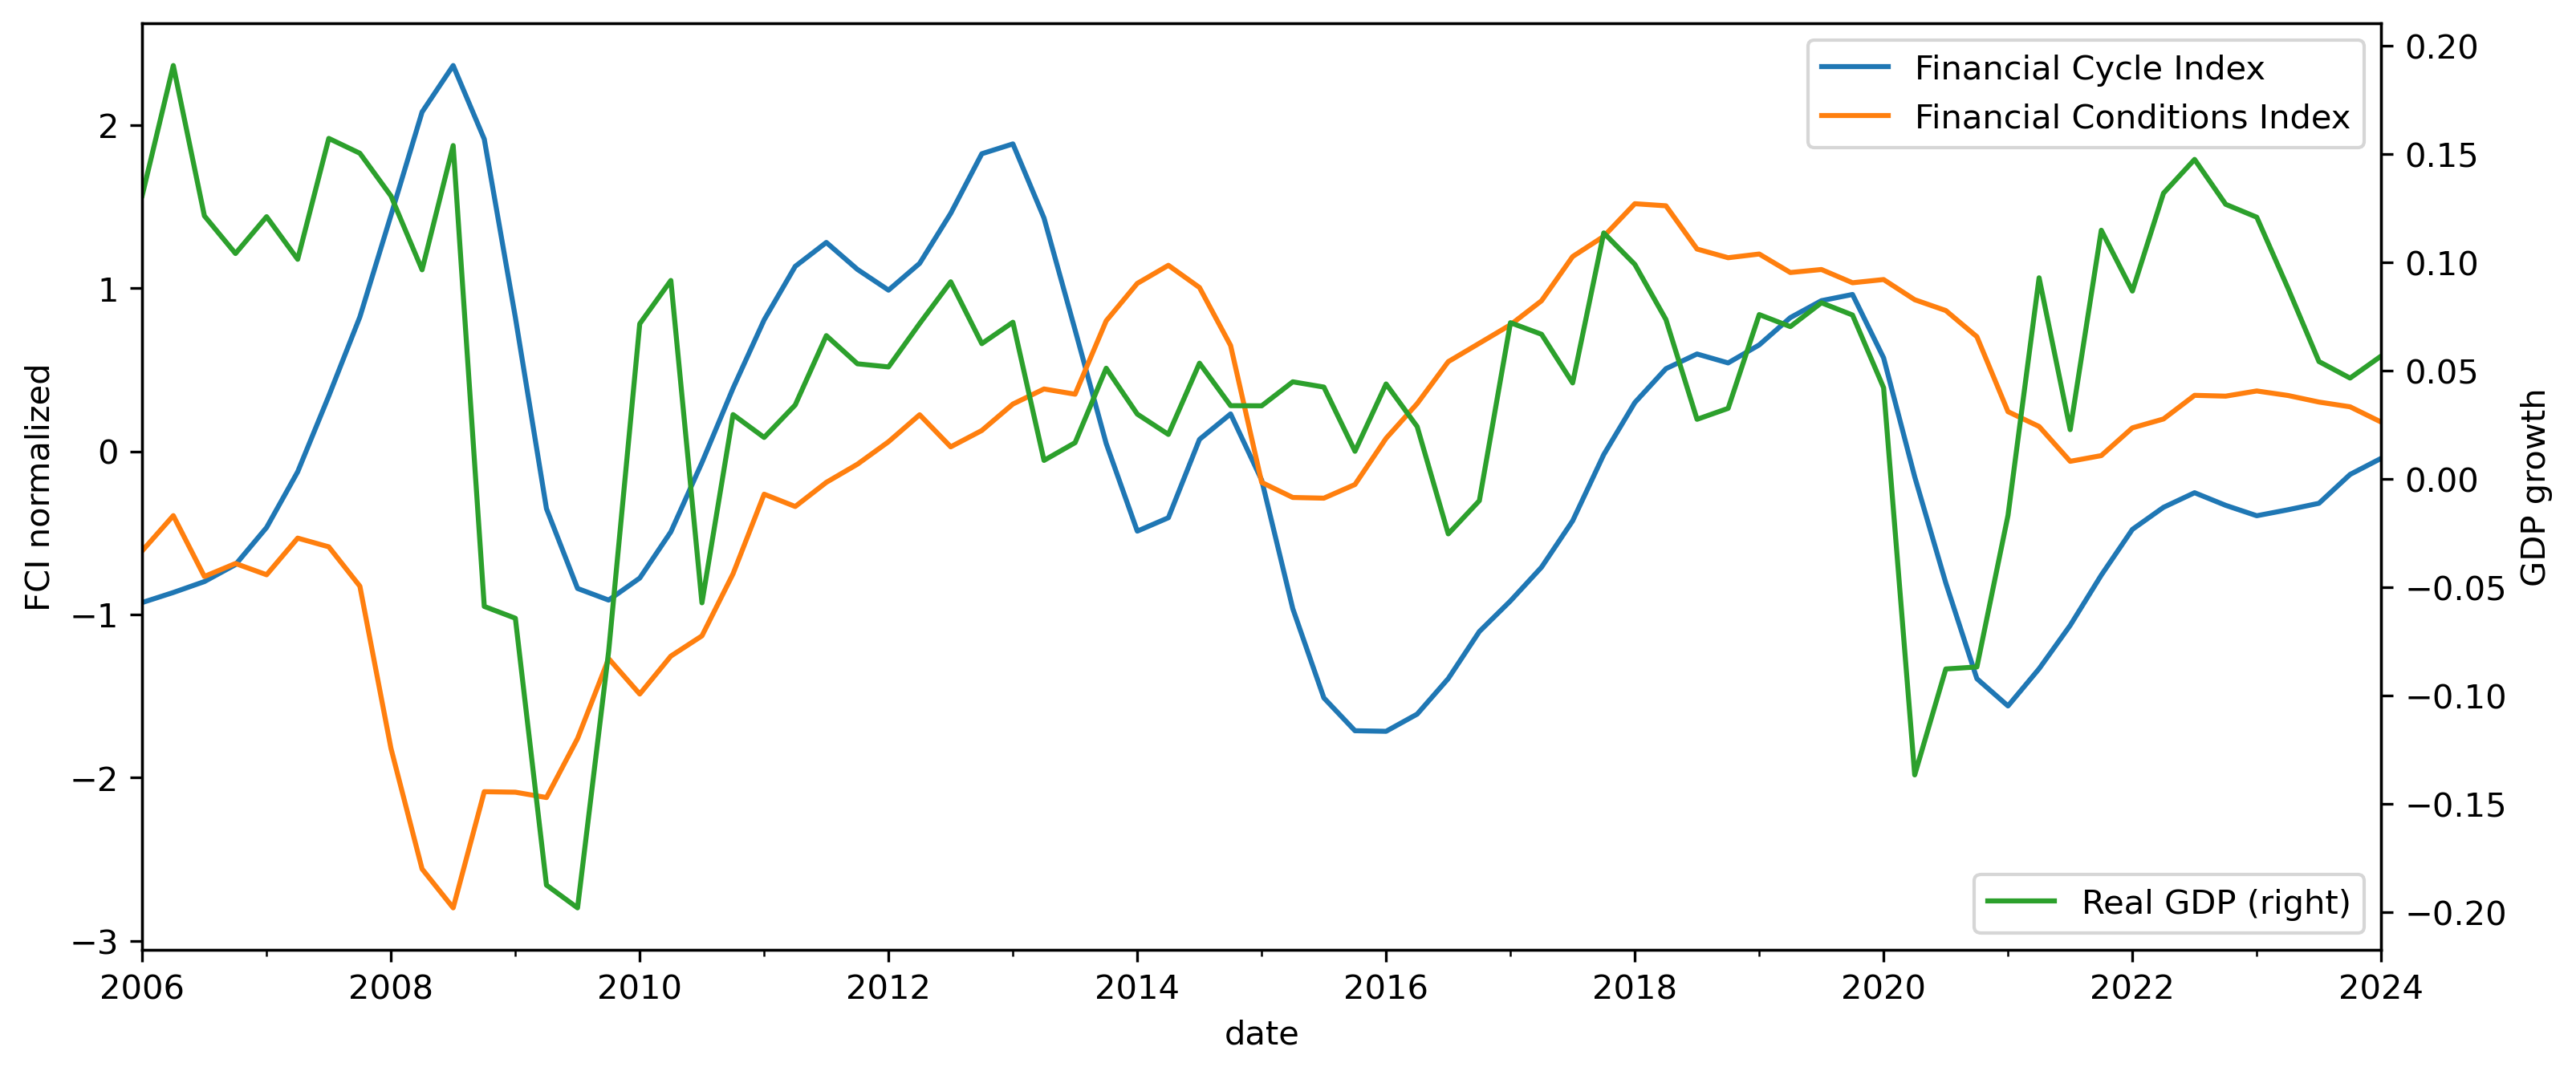 Financial Cycle Index
Financial Conditions Index
Real GDP (right)
FCI normalized
2
1
0
−1
−2
−3
GDP growth
0.20
0.15
0.10
0.05
0.00
−0.05
−0.10
−0.15
−0.20
2006 2008 2010 2012 2014 2016 2018 2020 2022 2024
date